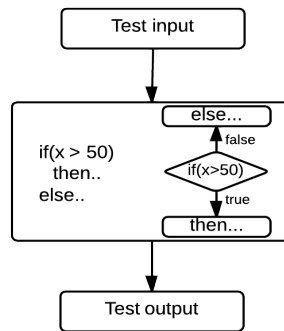 Test input
if(x > 50)
then..
else..
else...
false
if(x>50)
true
then...
Test output